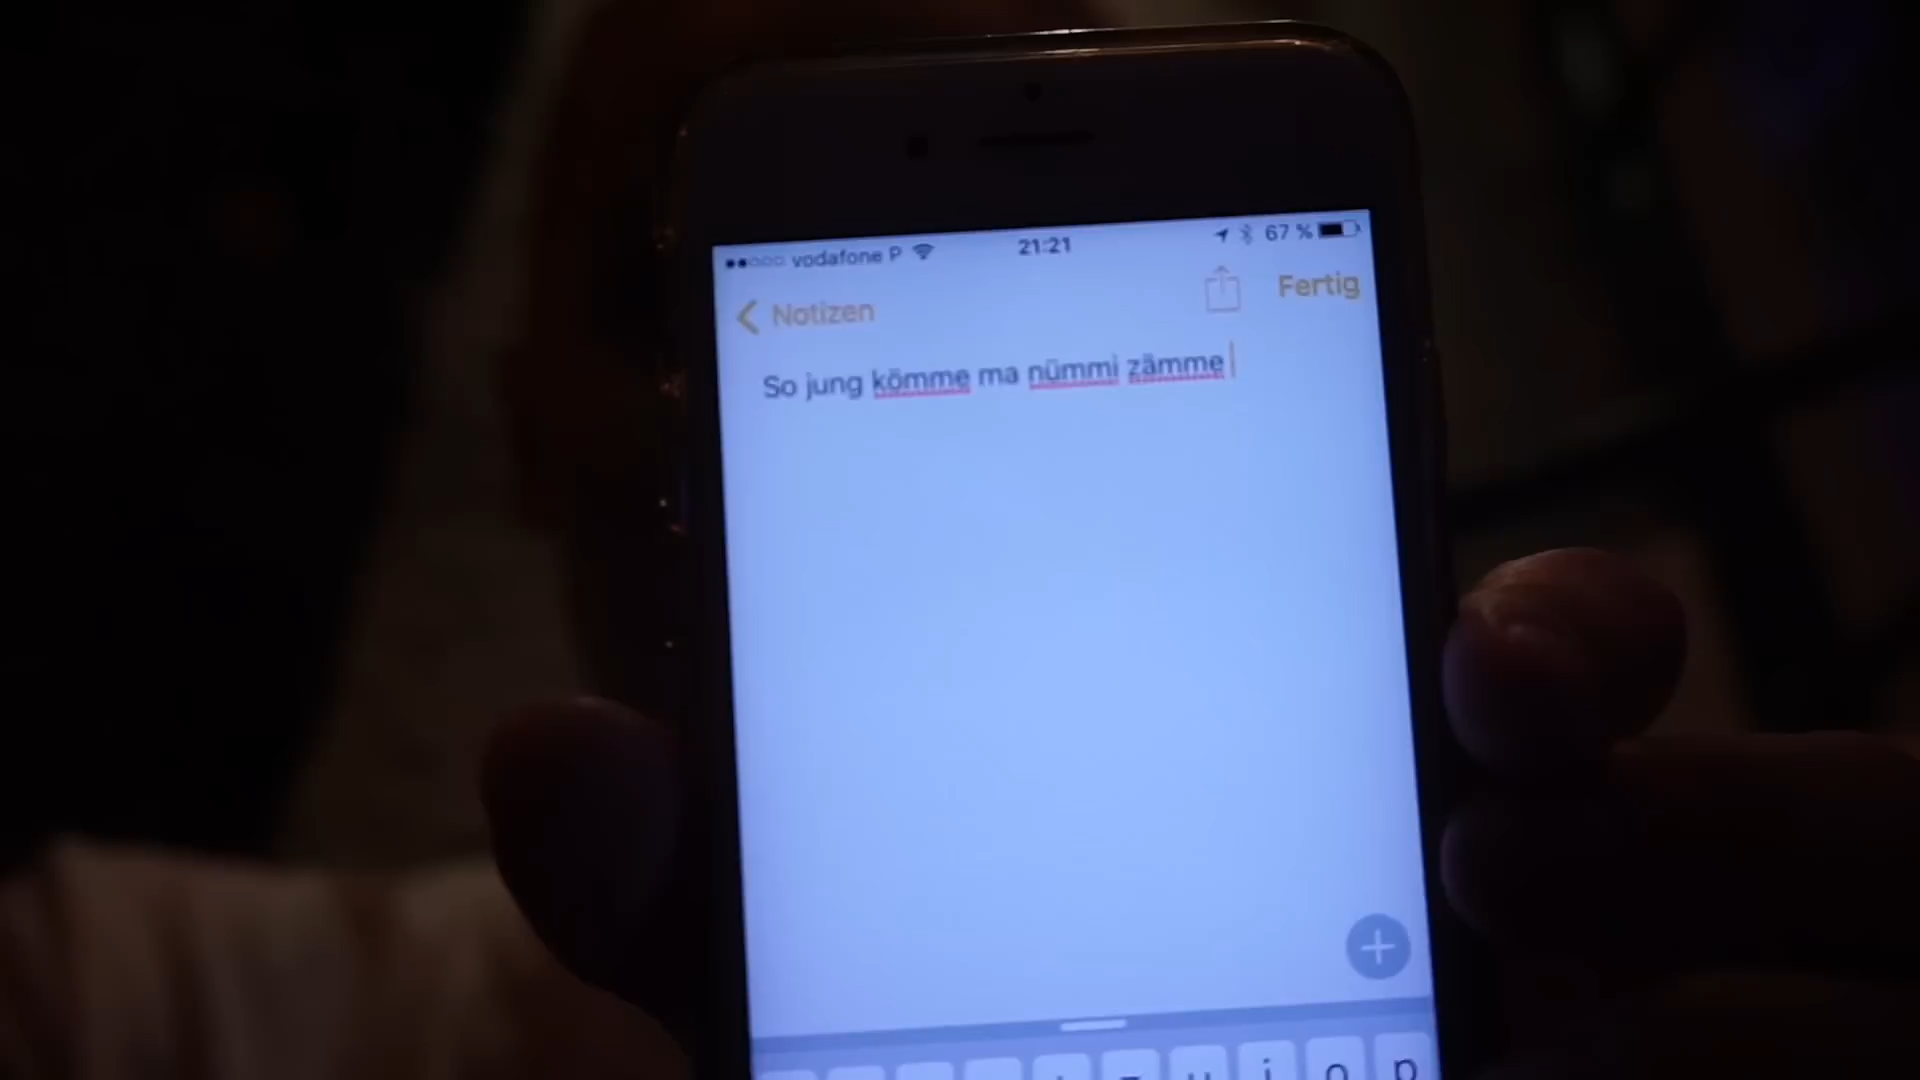 vodafone P 21:21 67 %
Notizen Fertig
So jung kömme ma nümmi zämme
z u i o p